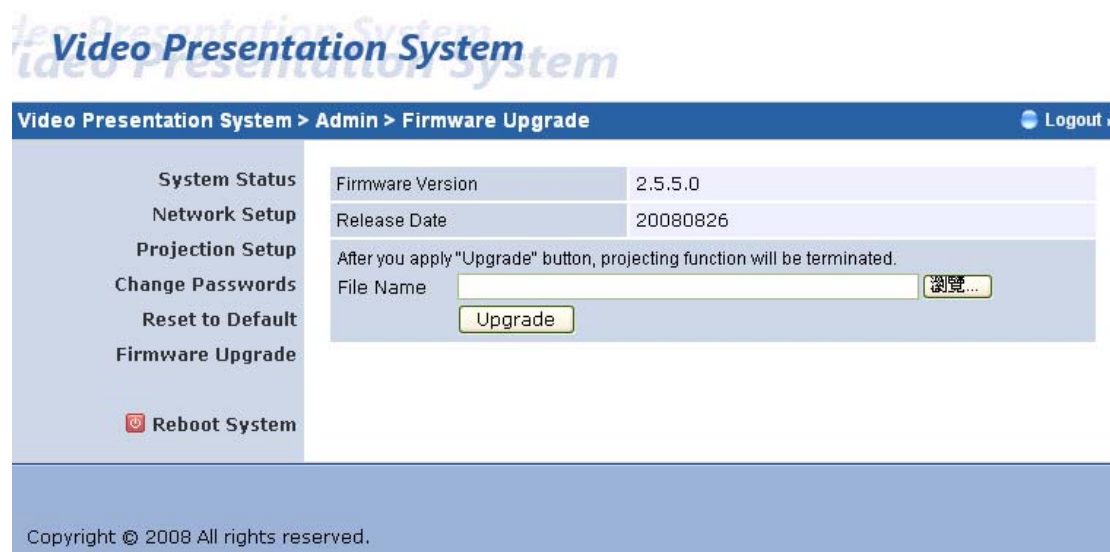 Video Presentation System
Video Presentation System > Admin > Firmware Upgrade
Logout
System Status
Network Setup
Projection Setup
Change Passwords
Reset to Default
Firmware Upgrade
Reboot System
Firmware Version 2.5.5.0
Release Date 20080826
After you apply "Upgrade" button, projecting function will be terminated.
File Name 瀏覽...
Upgrade
Copyright © 2008 All rights reserved.